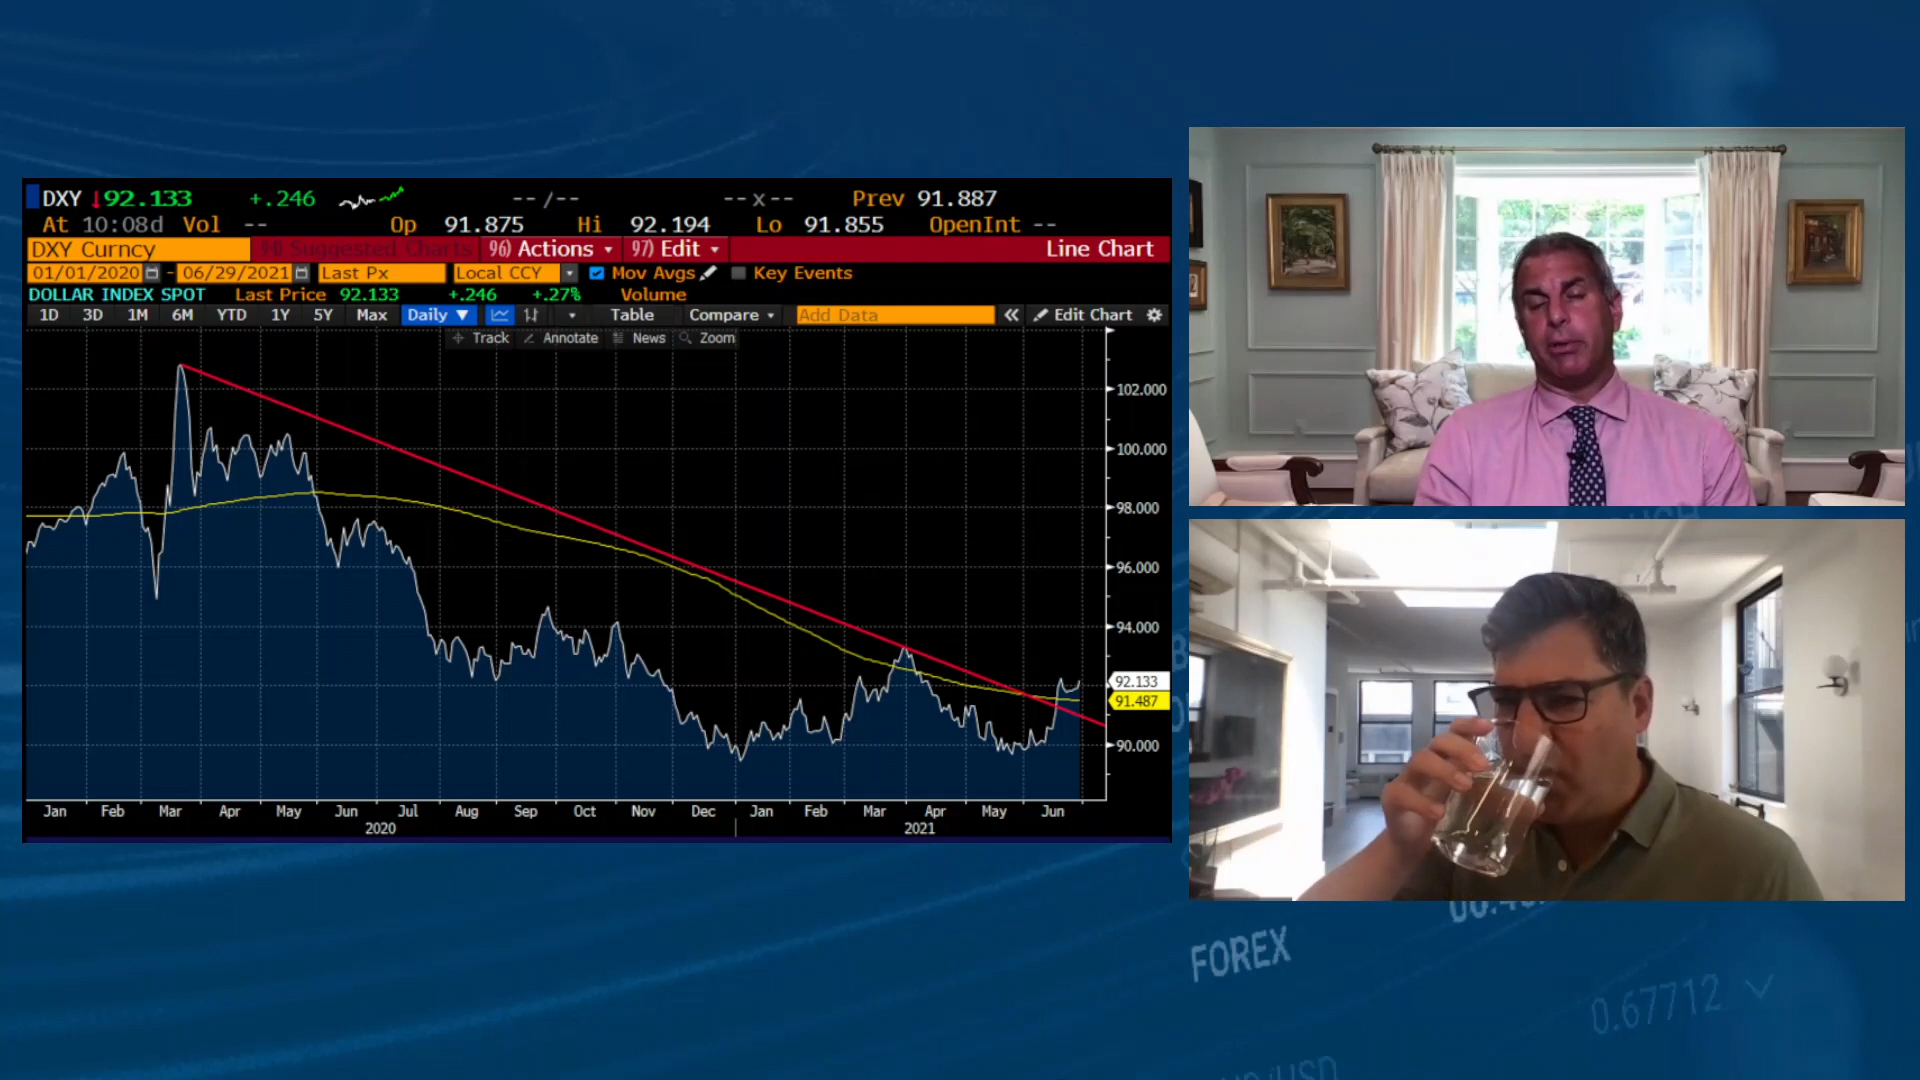 DXY ↓92.133 +.246 -- /-- -- x -- Prev 91.887
At 10:08d Vol -- Op 91.875 Hi 92.194 Lo 91.855 OpenInt --
DXY Curncy 94) Suggested Charts 96) Actions 97) Edit Line Chart
01/01/2020 - 06/29/2021 Last Px Local CCY Mov Avgs Key Events
DOLLAR INDEX SPOT Last Price 92.133 +.246 +.27% Volume
1D 3D 1M 6M YTD 1Y 5Y Max Daily ▼ Table Compare Add Data « Edit Chart
Track Annotate News Zoom
102.000
100.000
98.000
96.000
94.000
92.133
91.487
90.000
Jan Feb Mar Apr May Jun Jul Aug Sep Oct Nov Dec Jan Feb Mar Apr May Jun
2020 2021
FOREX
0.67712